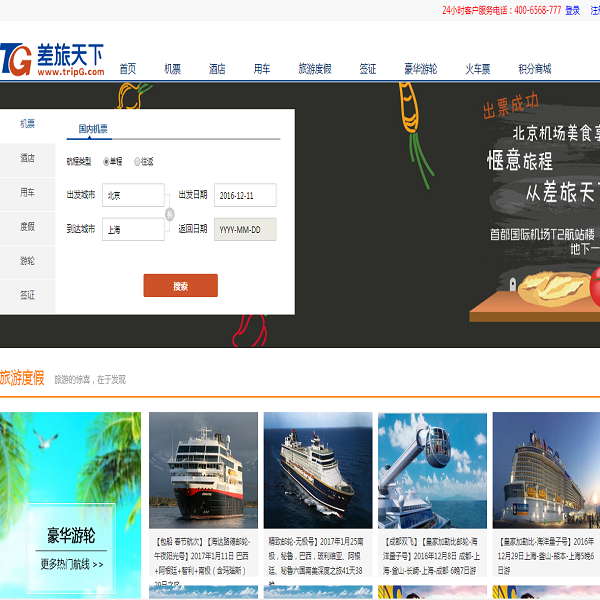 24小时客户服务电话：400-6568-777 登录
TG 差旅天下
www.tripG.com
首页 机票 酒店 用车 旅游度假 签证 豪华游轮 火车票 积分商城
机票
酒店
用车
度假
游轮
签证
国内机票
航程类型 单程 往返
出发城市 北京 出发日期 2016-12-11
到达城市 上海 返回日期 YYYY-MM-DD
搜索
出票成功
北京机场美食享
惬意旅程
从差旅天下
首都国际机场T2航站楼
地下一
旅游度假 旅游的惊喜，在于发现
豪华游轮
更多热门航线 >>
【包船 春节航次】【海达路德邮轮-
午夜阳光号】2017年1月11日 巴西
+阿根廷+智利+南极（含玛瑙斯）
精致邮轮-无极号】2017年1月25南
极，秘鲁，巴西，玻利维亚、阿根
廷、秘鲁六国南美深度之旅41天38
晚
【成都双飞】【皇家加勒比邮轮-海
洋量子号】2016年12月8日 成都-上
海-釜山-长崎-上海-成都 6晚7日游
【皇家加勒比-海洋量子号】2016年
12月29日上海-釜山-熊本-上海5晚6
日游